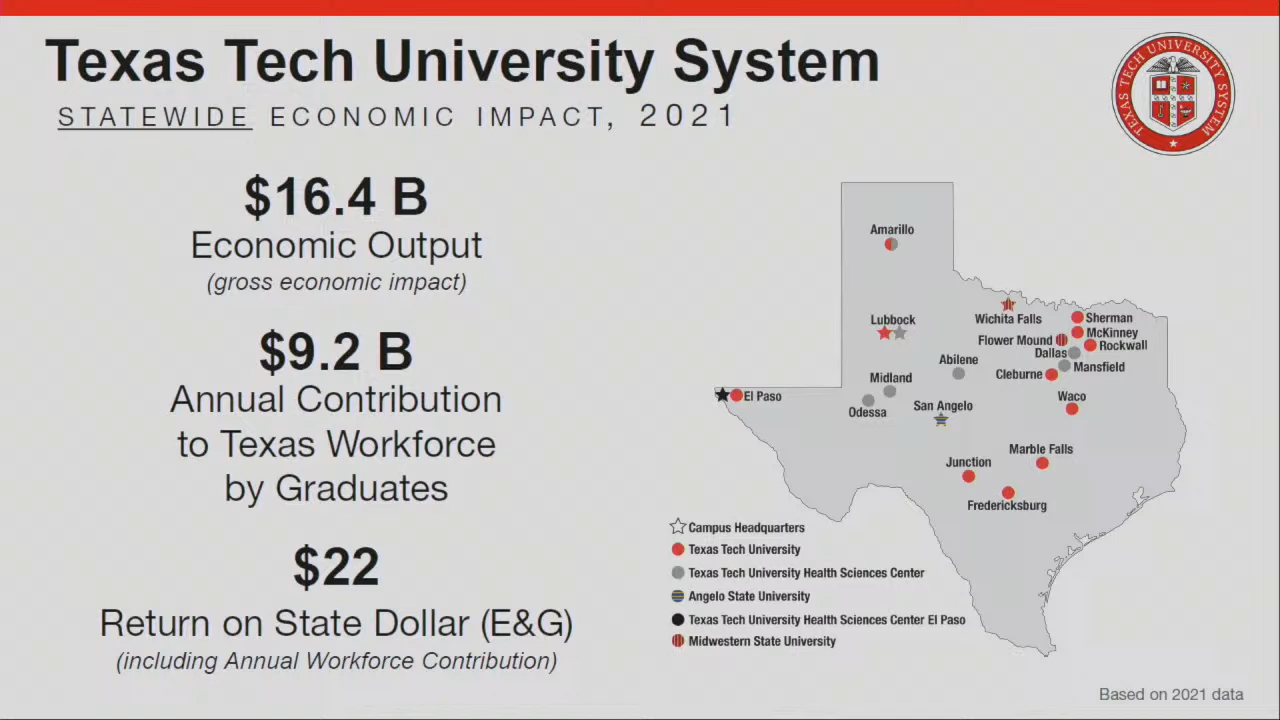 Texas Tech University System
STATEWIDE ECONOMIC IMPACT, 2021
TEXAS TECH UNIVERSITY SYSTEM
$16.4 B
Economic Output
(gross economic impact)
$9.2 B
Annual Contribution
to Texas Workforce
by Graduates
$22
Return on State Dollar (E&G)
(including Annual Workforce Contribution)
Amarillo
Lubbock
Wichita Falls
Sherman
McKinney
Flower Mound
Rockwall
Dallas
Abilene
Mansfield
Cleburne
Midland
El Paso
Odessa
San Angelo
Waco
Marble Falls
Junction
Fredericksburg
Campus Headquarters
Texas Tech University
Texas Tech University Health Sciences Center
Angelo State University
Texas Tech University Health Sciences Center El Paso
Midwestern State University
Based on 2021 data